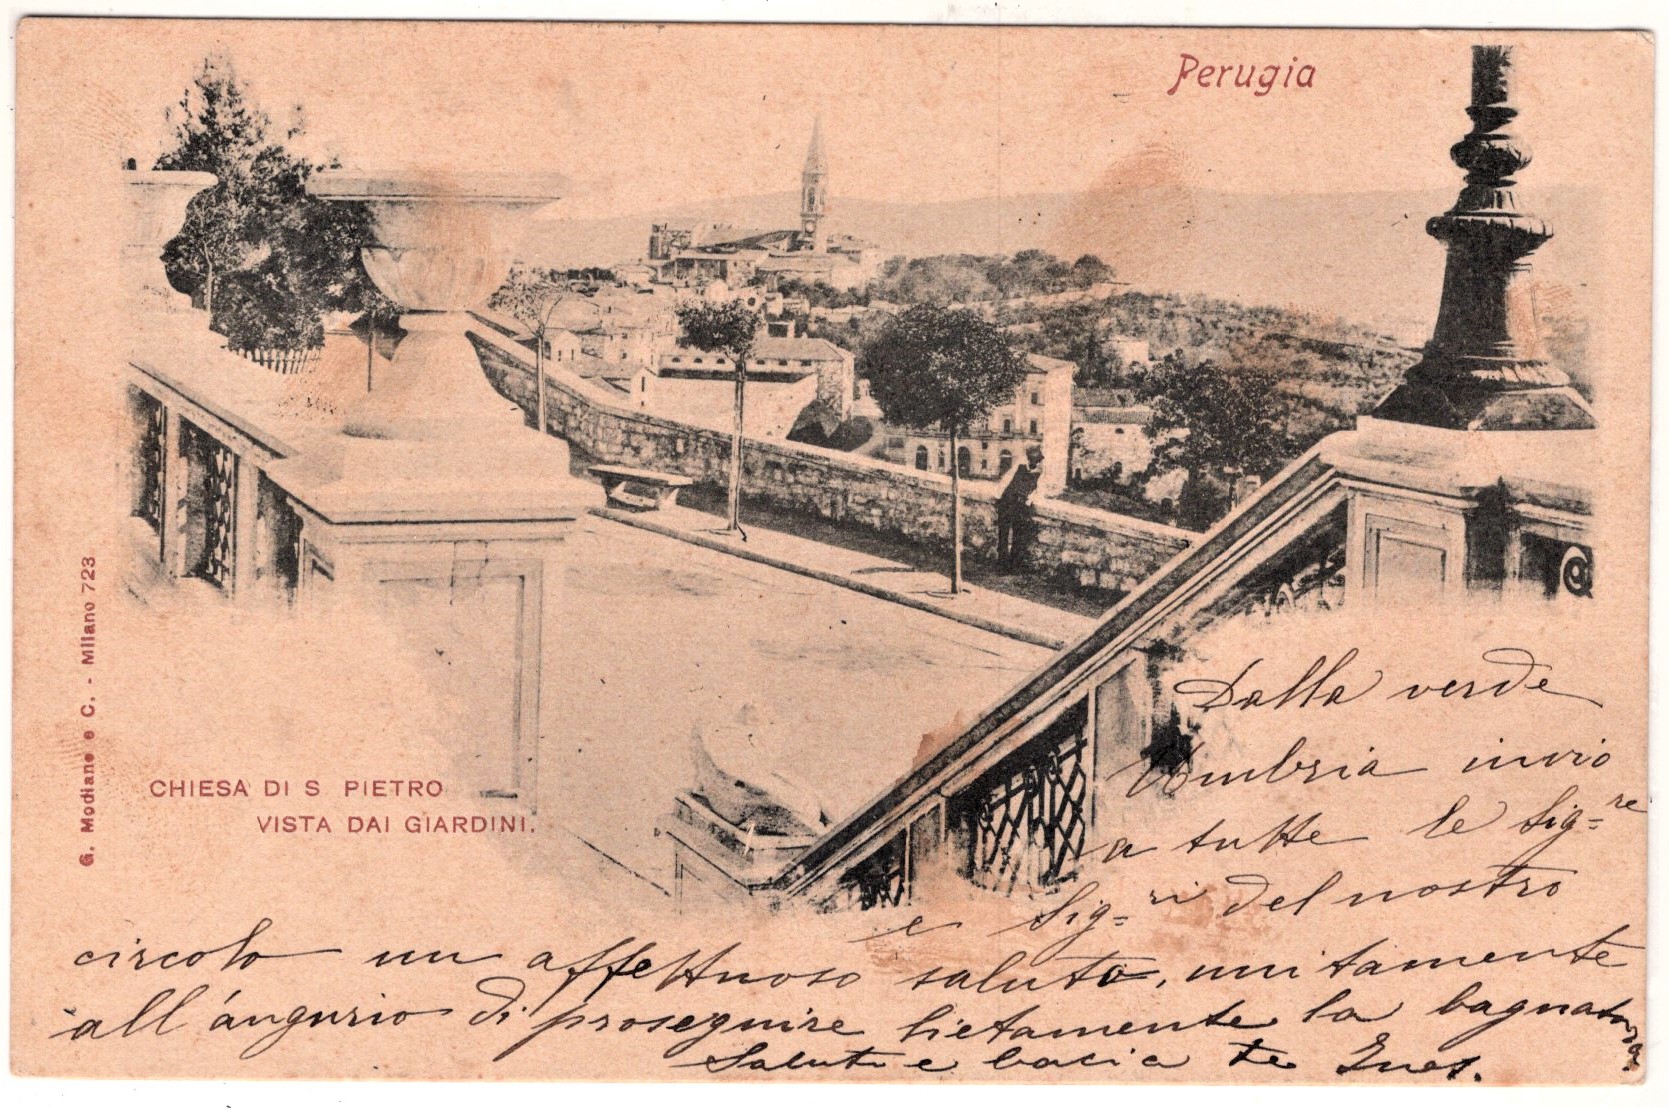 Perugia
G. Modiane e C. - Milano 723
CHIESA DI S PIETRO
VISTA DAI GIARDINI.
Dalla verde
Umbria invio
a tutte le Sig=re
e Sig=ri del nostro
circolo un affettuoso saluto, unitamente
all'augurio di proseguire lietamente la bagnatura.
Saluti e bacia te Ines.